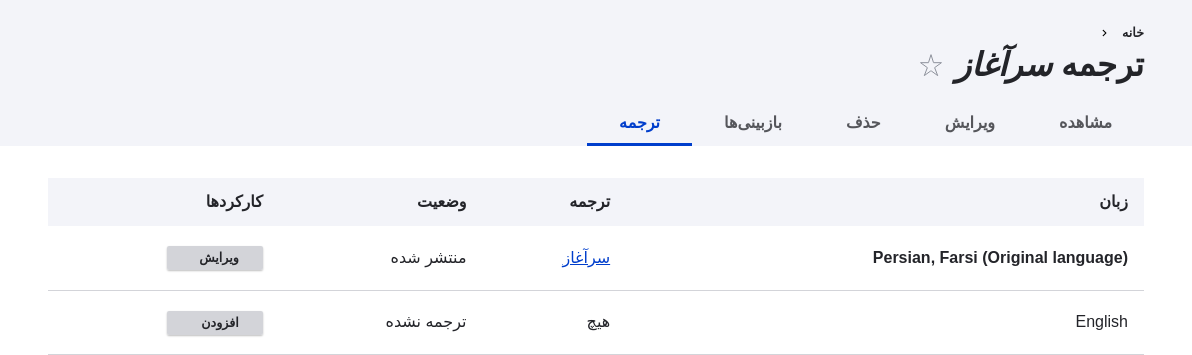 خانه ›
ترجمه سرآغاز ☆
مشاهده ویرایش حذف بازبینی‌ها ترجمه
زبان ترجمه وضعیت کارکردها
Persian, Farsi (Original language) سرآغاز منتشر شده ویرایش
English هیچ ترجمه نشده افزودن